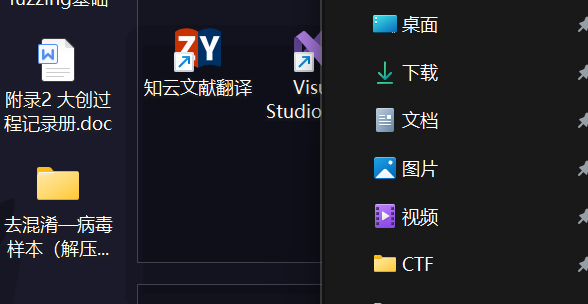 fuzzing基础
附录2 大创过
程记录册.doc
去混淆—病毒
样本（解压...
ZY
知云文献翻译
Visu
Studio
桌面
下载
文档
图片
视频
CTF